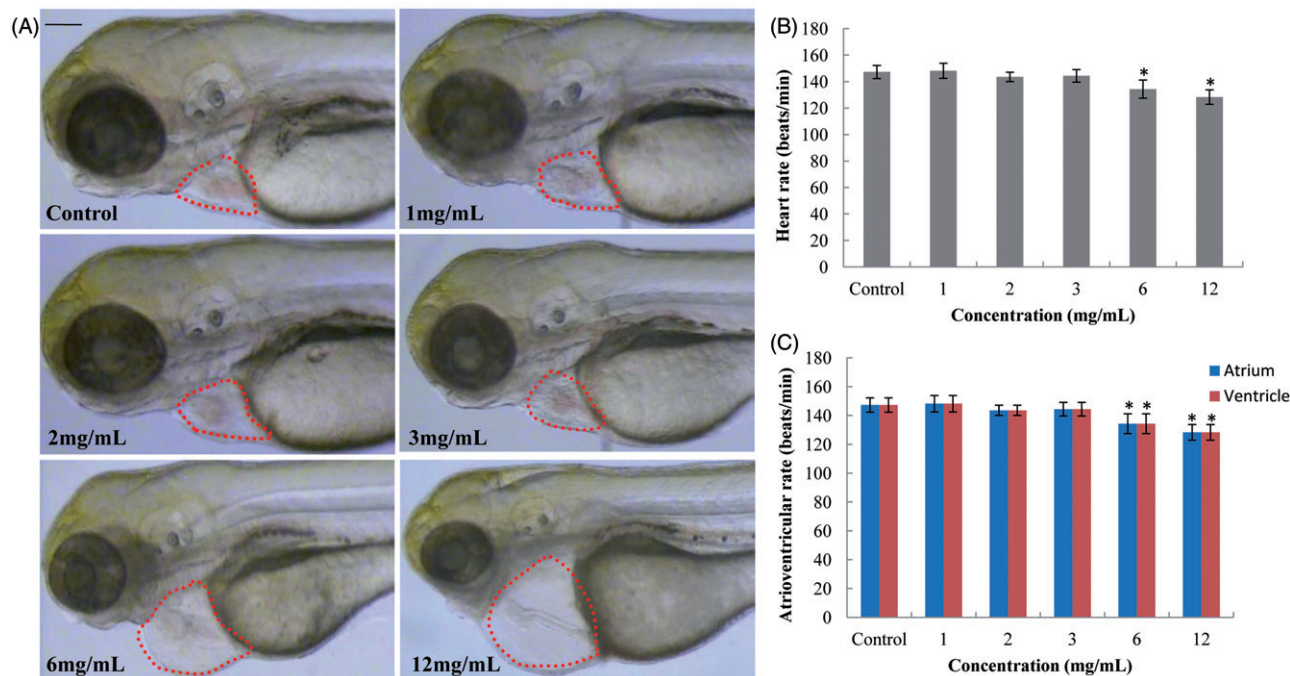 (A)
Control
1mg/mL
2mg/mL
3mg/mL
6mg/mL
12mg/mL
(B)
180
160
140
120
100
80
60
40
20
0
Heart rate (beats/min)
* *
Control 1 2 3 6 12
Concentration (mg/mL)
(C)
180
160
140
120
100
80
60
40
20
0
Atrioventricular rate (beats/min)
Atrium
Ventricle
* * * *
Control 1 2 3 6 12
Concentration (mg/mL)